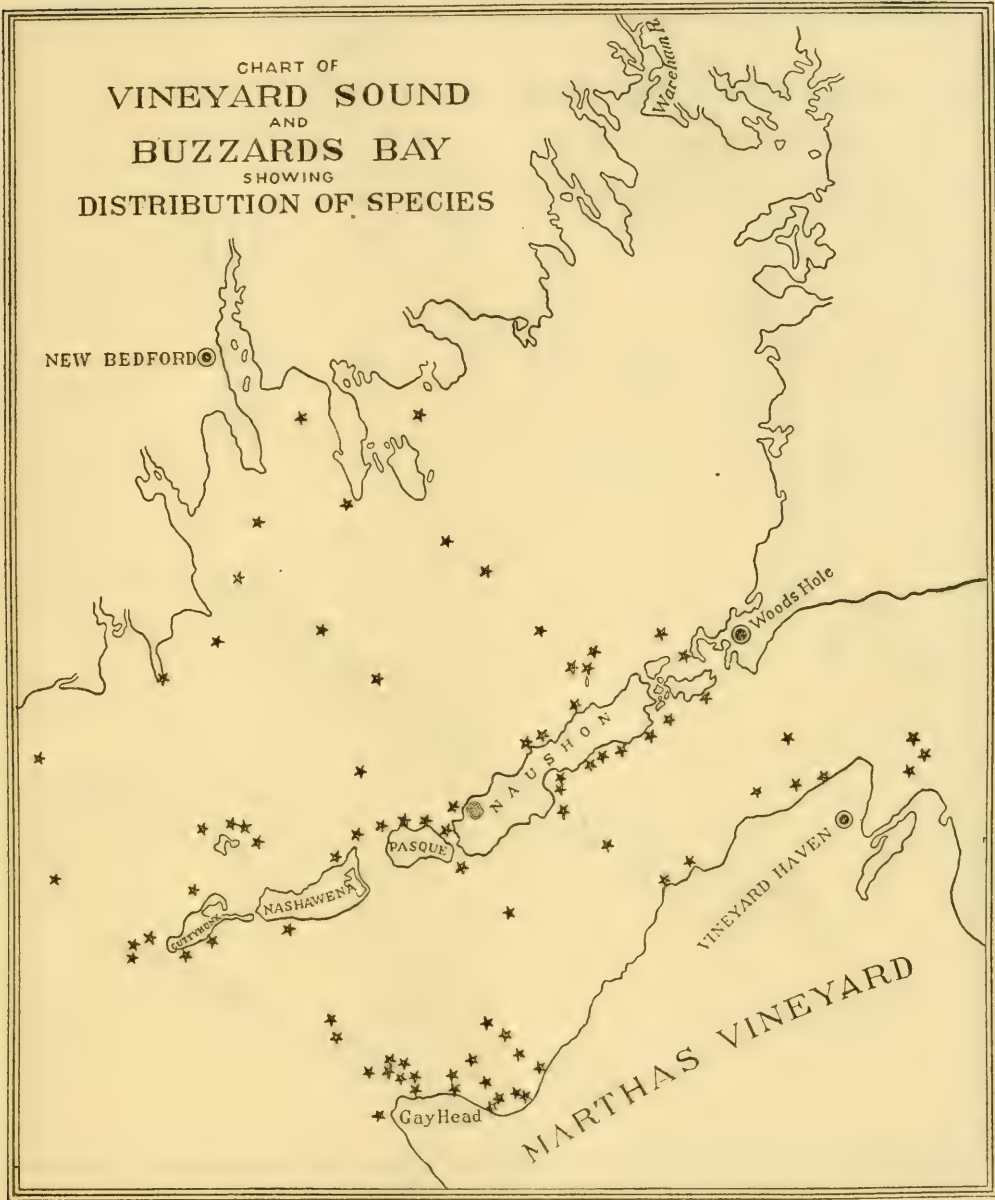 CHART OF
VINEYARD SOUND
AND
BUZZARDS BAY
SHOWING
DISTRIBUTION OF SPECIES
Wareham R.
NEW BEDFORD
Woods Hole
NAUSHON
PASQUE
NASHAWENA
CUTTYHUNK
VINEYARD HAVEN
MARTHAS VINEYARD
Gay Head